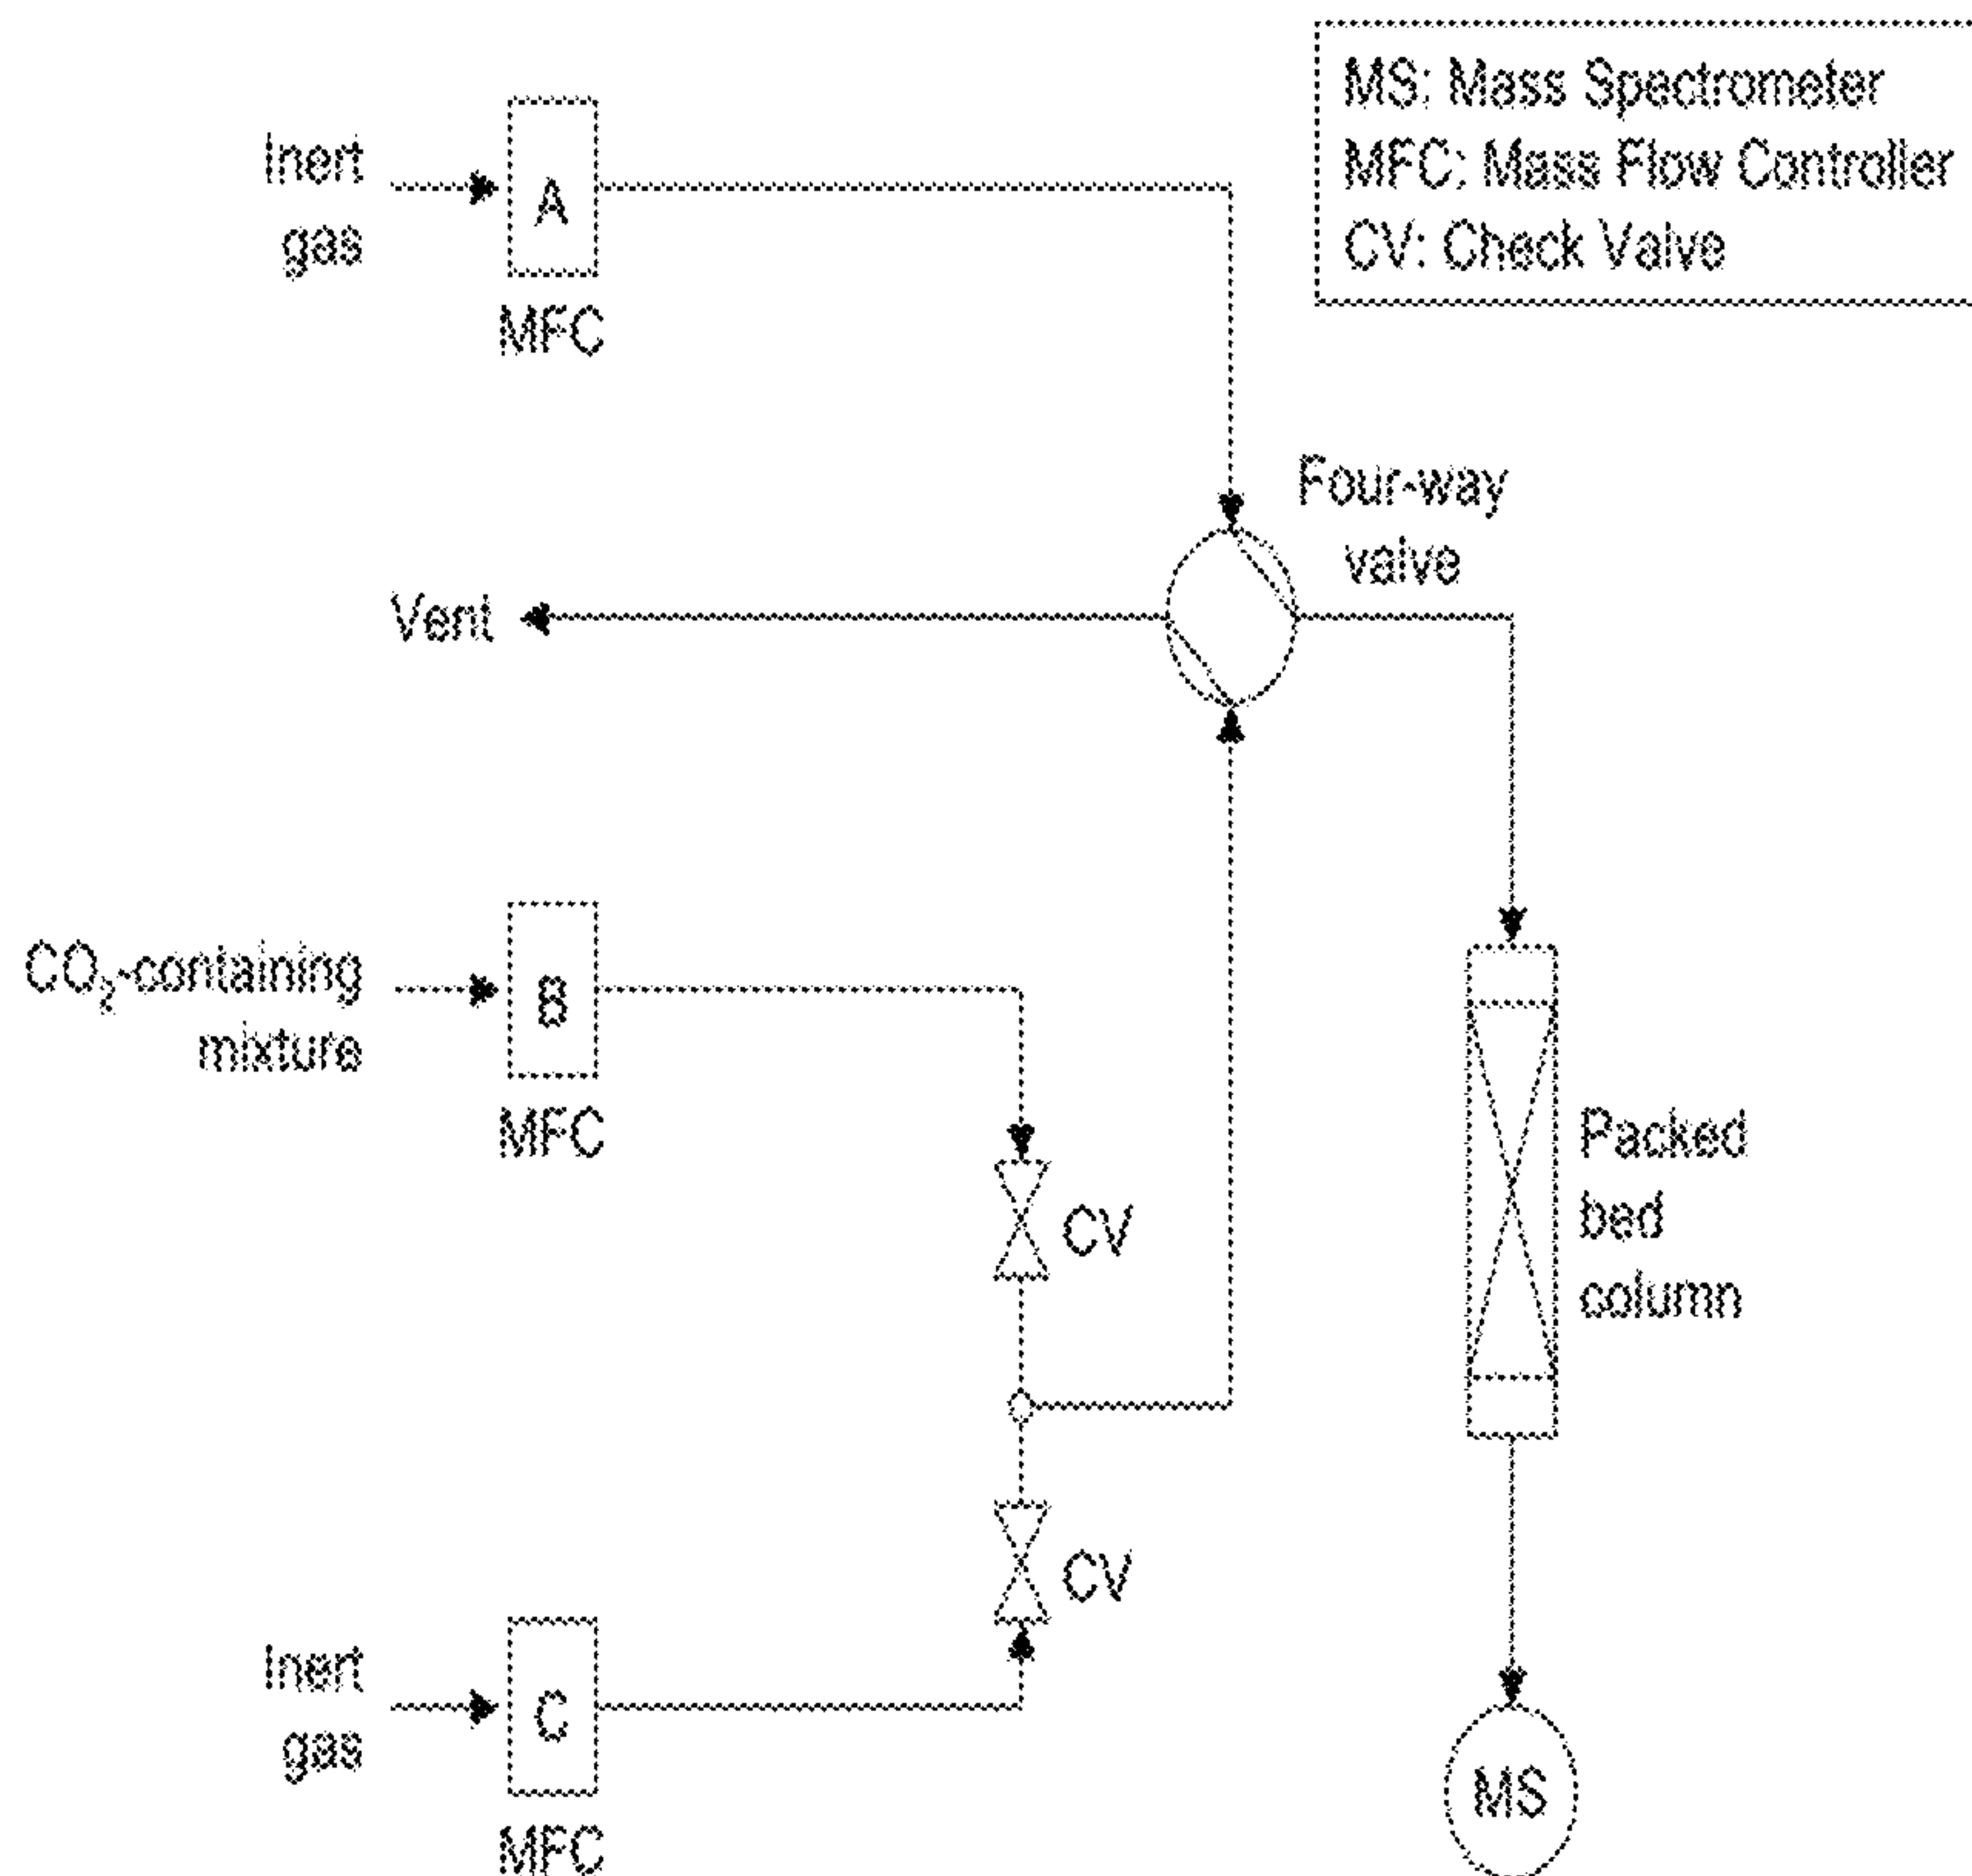 MS: Mass Spectrometer
MFC: Mass Flow Controller
CV: Check Valve
Inert
gas
A
MFC
Four-way
valve
Vent
CO₂-containing
mixture
B
MFC
CV
Packed
bed
column
CV
Inert
gas
C
MFC
MS